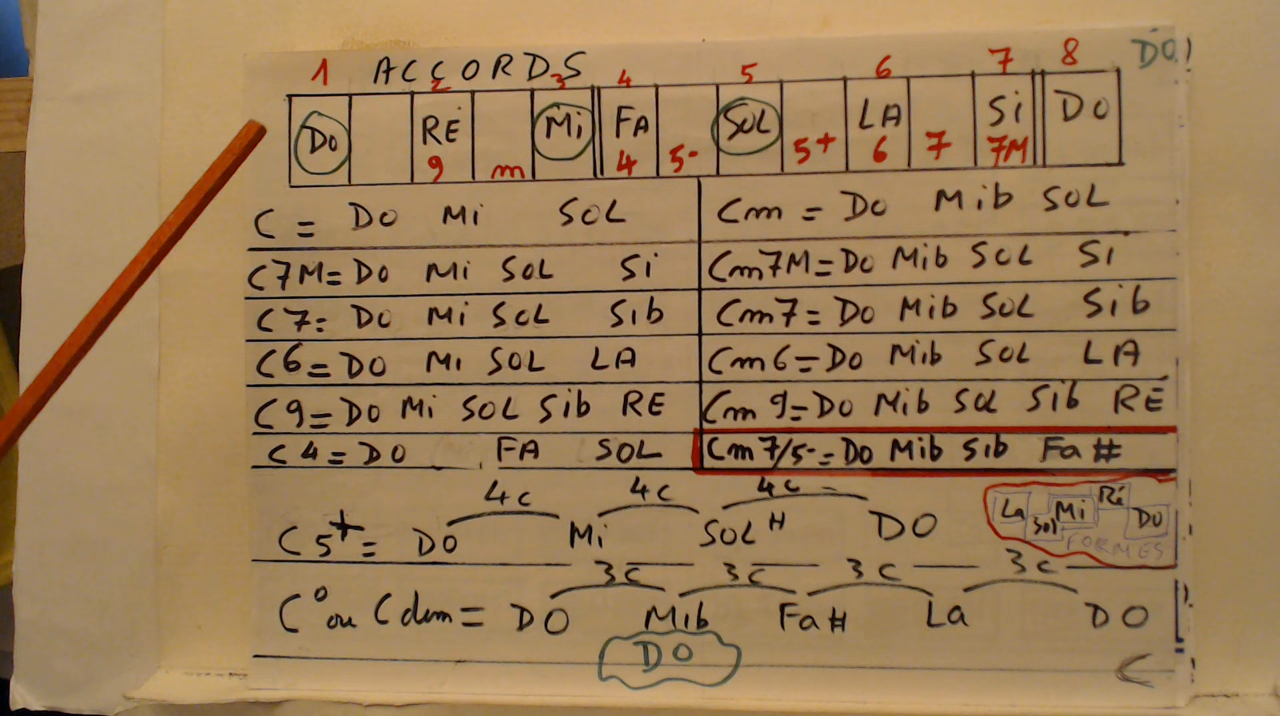 1 ACCORDS DO
2 3 4 5 6 7 8
Do RÉ Mi FA SOL LA Si Do
9 m 4 5- 5+ 6 7 7M
C = DO Mi SOL
Cm = DO Mib SOL
C7M= DO Mi SOL Si
Cm7M=DO Mib SOL Si
C7= DO Mi SOL Sib
Cm7=DO Mib SOL Sib
C6=DO Mi SOL LA
Cm6=DO Mib SOL LA
C9=DO Mi SOL Sib RE
Cm9=DO Mib SOL Sib RÉ
C4=DO FA SOL
Cm7/5-=DO Mib Sib Fa#
4c 4c 4c
C5+= DO Mi SOL# DO
La Sol Mi Ré Do
FORMES
3c 3c 3c 3c
C° ou Cdim= DO Mib Fa# La DO
DO
C